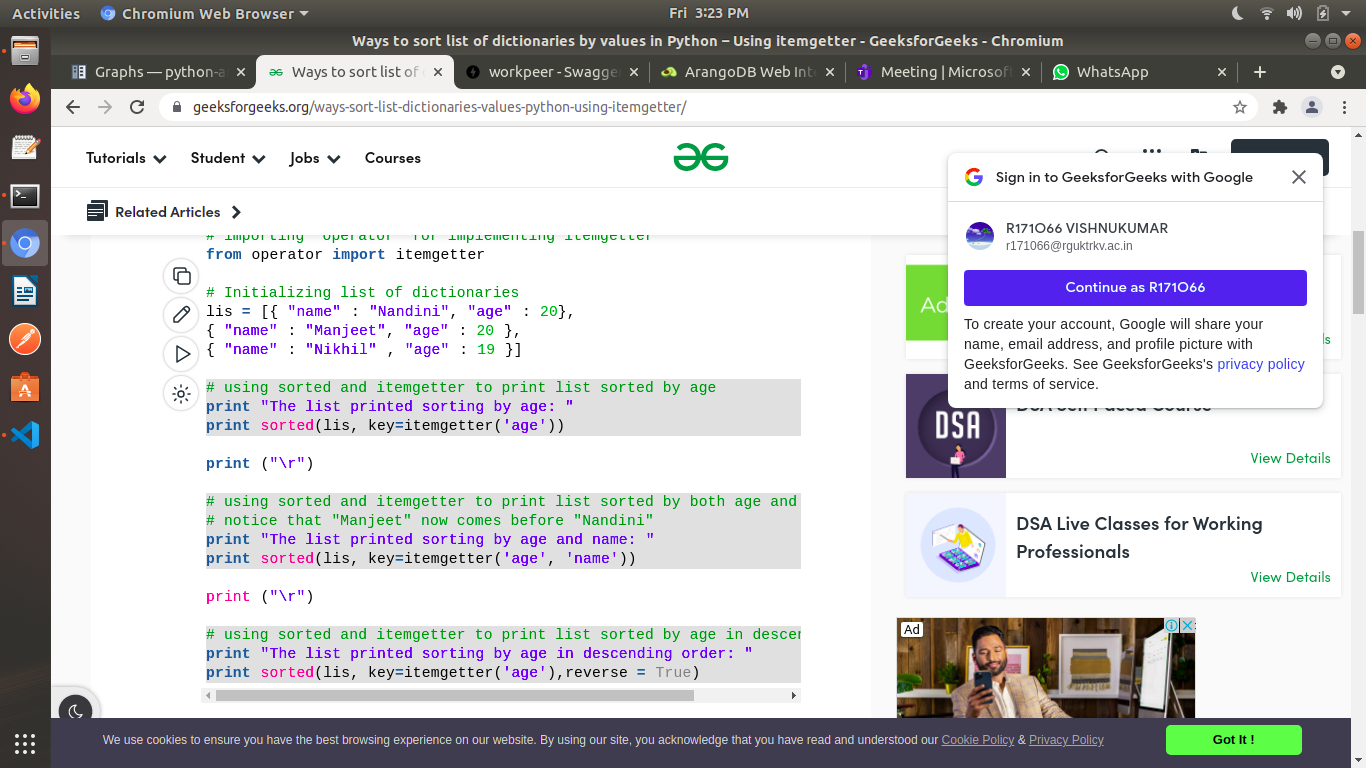 Activities
Chromium Web Browser
Fri 3:23 PM
Ways to sort list of dictionaries by values in Python – Using itemgetter - GeeksforGeeks - Chromium
Graphs — python-a
Ways to sort list of
workpeer - Swagger
ArangoDB Web Int
Meeting | Microsoft
WhatsApp
geeksforgeeks.org/ways-sort-list-dictionaries-values-python-using-itemgetter/
Tutorials
Student
Jobs
Courses
Related Articles
Sign in to GeeksforGeeks with Google
R171O66 VISHNUKUMAR
r171066@rguktrkv.ac.in
Continue as R171O66
To create your account, Google will share your
name, email address, and profile picture with
GeeksforGeeks. See GeeksforGeeks's privacy policy
and terms of service.
# importing "operator" for implementing itemgetter
from operator import itemgetter
# Initializing list of dictionaries
lis = [{ "name" : "Nandini", "age" : 20},
{ "name" : "Manjeet", "age" : 20 },
{ "name" : "Nikhil" , "age" : 19 }]
# using sorted and itemgetter to print list sorted by age
print "The list printed sorting by age: "
print sorted(lis, key=itemgetter('age'))
print ("\r")
# using sorted and itemgetter to print list sorted by both age and
# notice that "Manjeet" now comes before "Nandini"
print "The list printed sorting by age and name: "
print sorted(lis, key=itemgetter('age', 'name'))
print ("\r")
# using sorted and itemgetter to print list sorted by age in descen
print "The list printed sorting by age in descending order: "
print sorted(lis, key=itemgetter('age'),reverse = True)
Ad
ls
DSA Self Paced Course
DSA
View Details
DSA Live Classes for Working
Professionals
View Details
Ad
We use cookies to ensure you have the best browsing experience on our website. By using our site, you acknowledge that you have read and understood our Cookie Policy & Privacy Policy
Got It !